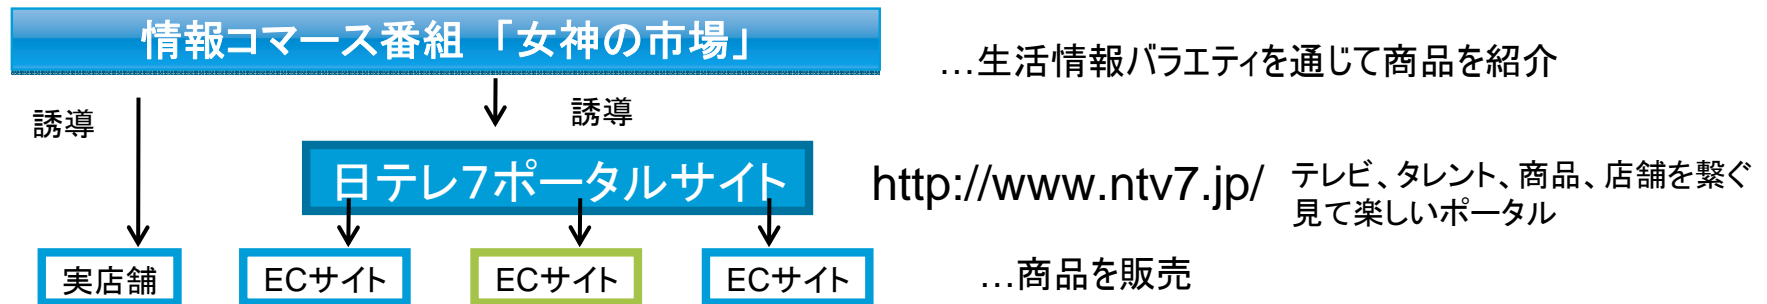 情報コマース番組 「女神の市場」
…生活情報バラエティを通じて商品を紹介
誘導
誘導
日テレ7ポータルサイト
http://www.ntv7.jp/
テレビ、タレント、商品、店舗を繋ぐ
見て楽しいポータル
実店舗
ECサイト
ECサイト
ECサイト
…商品を販売